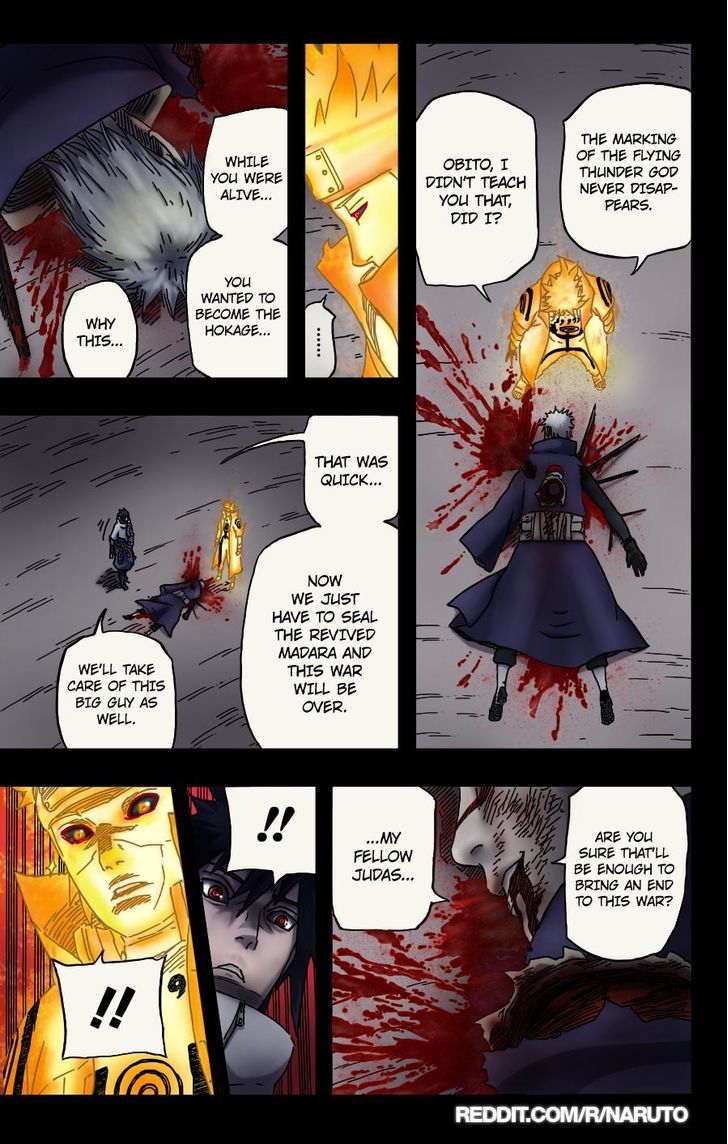 THE MARKING
OF THE FLYING
THUNDER GOD
NEVER DISAP-
PEARS.
OBITO, I
DIDN'T TEACH
YOU THAT,
DID I?
........
WHILE
YOU WERE
ALIVE...
YOU
WANTED TO
BECOME THE
HOKAGE...
WHY
THIS...
THAT WAS
QUICK...
NOW
WE JUST
HAVE TO SEAL
THE REVIVED
MADARA AND
THIS WAR
WILL BE
OVER.
WE'LL TAKE
CARE OF THIS
BIG GUY AS
WELL.
ARE YOU
SURE THAT'LL
BE ENOUGH TO
BRING AN END
TO THIS WAR?
...MY
FELLOW
JUDAS...
!!
!!
REDDIT.COM/R/NARUTO